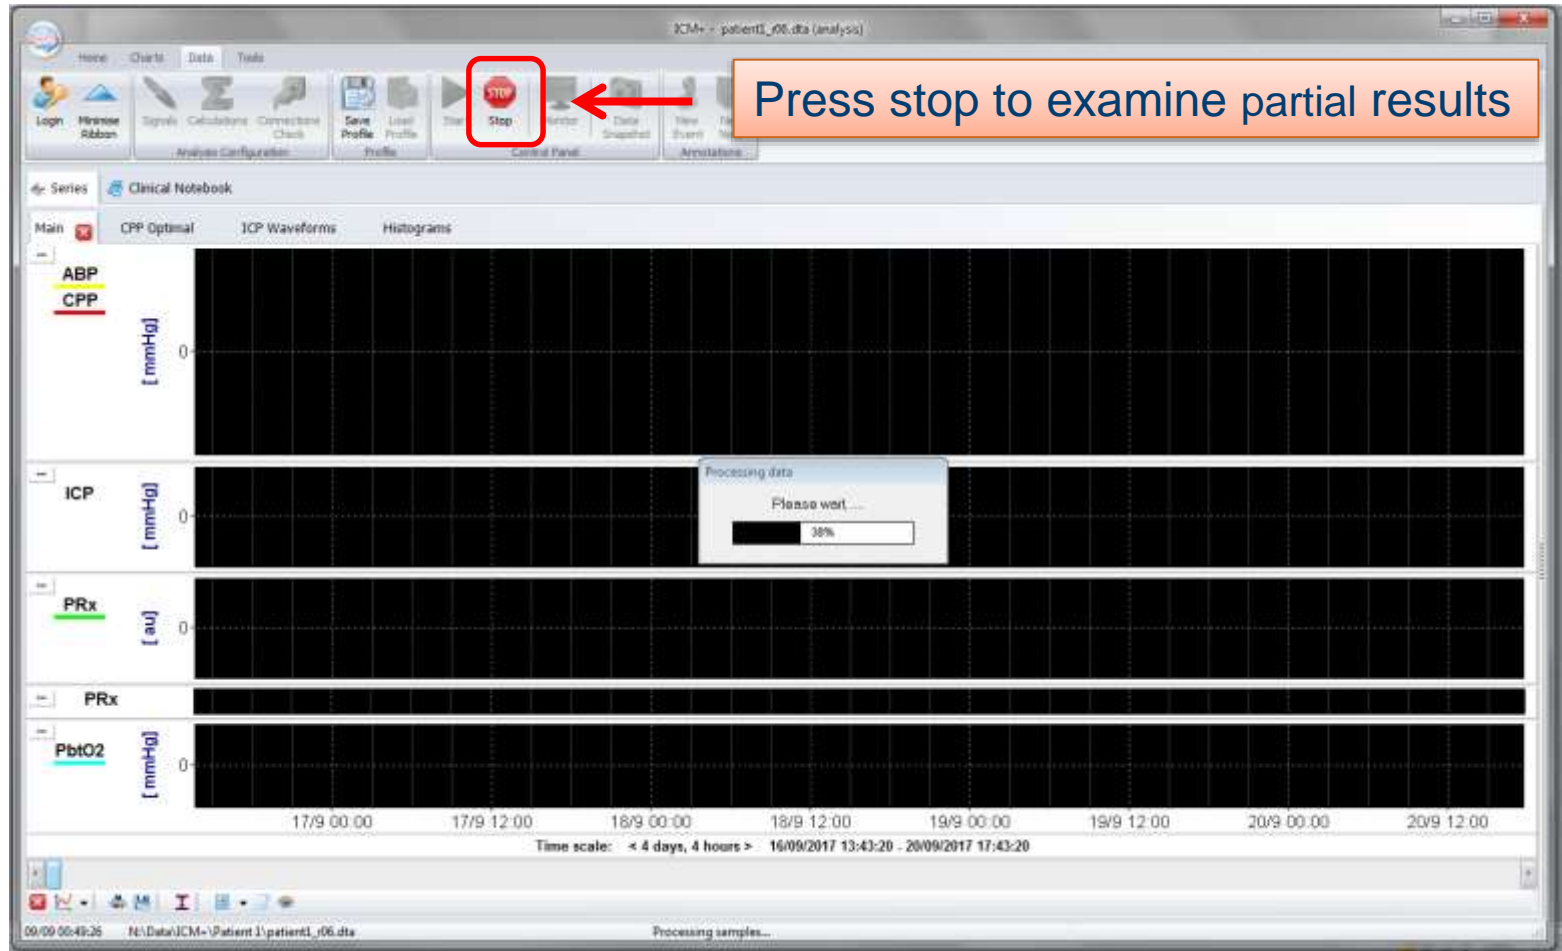 ICM+ - patient1_r06.dta (analysis)
Home Charts Data Tools
Login Minimise Ribbon Signals Calculations Connections Check Save Profile Load Profile Start Stop Monitor Data Snapshot New Event
Analysis Configuration Profile Control Panel Annotations
STOP
Press stop to examine partial results
Series Clinical Notebook
Main CPP Optimal ICP Waveforms Histograms
ABP
CPP
[mmHg]
0
ICP
[mmHg]
0
Processing data
Please wait ...
38%
PRx
[au]
0
PRx
PbtO2
[mmHg]
0
17/9 00:00 17/9 12:00 18/9 00:00 18/9 12:00 19/9 00:00 19/9 12:00 20/9 00:00 20/9 12:00
Time scale: < 4 days, 4 hours > 16/09/2017 13:43:20 - 20/09/2017 17:43:20
09/09 00:49:26 N:\Data\ICM+\Patient 1\patient1_r06.dta Processing samples...